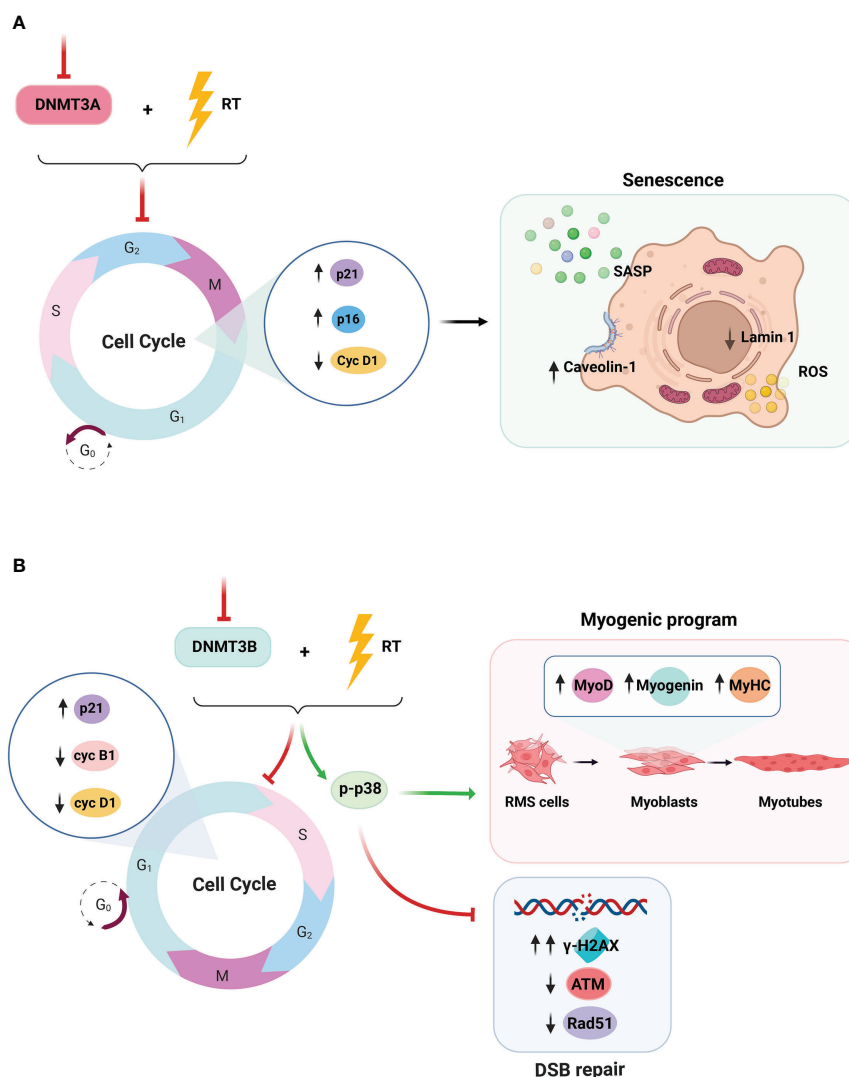 A
DNMT3A
+
RT
G2
M
S
Cell Cycle
G1
G0
p21
p16
Cyc D1
Senescence
SASP
Lamin 1
Caveolin-1
ROS
B
DNMT3B
+
RT
p21
cyc B1
cyc D1
p-p38
S
G1
Cell Cycle
G0
G2
M
Myogenic program
MyoD
Myogenin
MyHC
RMS cells
Myoblasts
Myotubes
γ-H2AX
ATM
Rad51
DSB repair